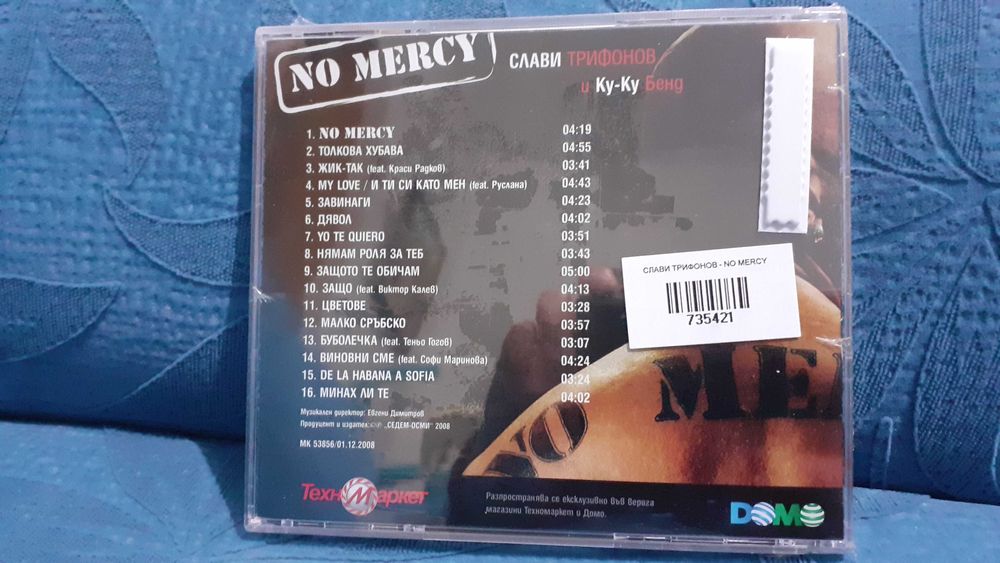 NO MERCY
СЛАВИ ТРИФОНОВ
и Ку-Ку Бенд
1. NO MERCY 04:19
2. ТОЛКОВА ХУБАВА 04:55
3. ЖИК-ТАК (feat. Краси Радков) 03:41
4. MY LOVE / И ТИ СИ КАТО МЕН (feat. Руслана) 04:43
5. ЗАВИНАГИ 04:23
6. ДЯВОЛ 04:02
7. YO TE QUIERO 03:51
8. НЯМАМ РОЛЯ ЗА ТЕБ 03:43
9. ЗАЩОТО ТЕ ОБИЧАМ 05:00
10. ЗАЩО (feat. Виктор Калев) 04:13
11. ЦВЕТОВЕ 03:28
12. МАЛКО СРЪБСКО 03:57
13. БУБОЛЕЧКА (feat. Теньо Гогов) 03:07
14. ВИНОВНИ СМЕ (feat. Софи Маринова) 04:24
15. DE LA HABANA A SOFIA 03:24
16. МИНАХ ЛИ ТЕ 04:02
СЛАВИ ТРИФОНОВ - NO MERCY
735421
NO MER
Музикален директор: Евгени Димитров
Продуцент и издател: "СЕДЕМ-ОСМИ" 2008
МК 53856/01.12.2008
ТехноМаркет
Разпространява се ексклузивно във верига
магазини Техномаркет и Домо.
DOMO